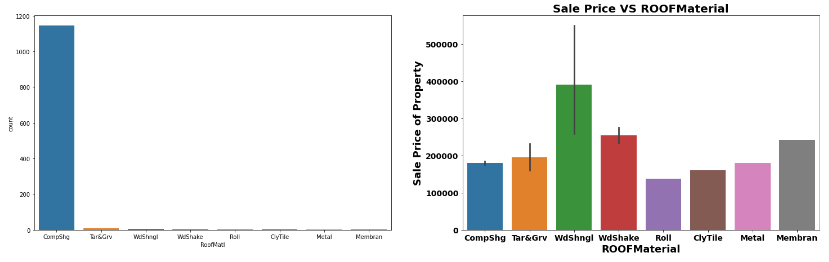 1200
1000
800
600
400
200
0
count
CompShg Tar&Grv WdShngl WdShake Roll ClyTile Metal Membran
RoofMatl
Sale Price VS ROOFMaterial
500000
400000
300000
200000
100000
0
Sale Price of Property
CompShg Tar&Grv WdShngl WdShake Roll ClyTile Metal Membran
ROOFMaterial